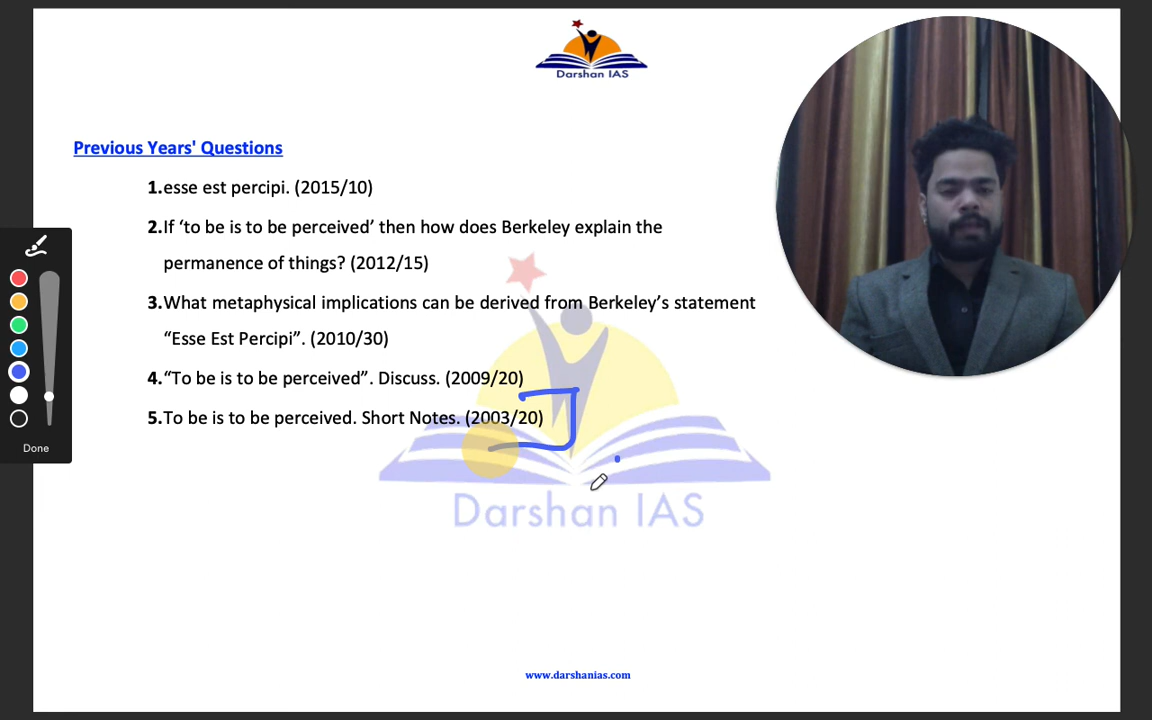 Darshan IAS
Previous Years' Questions
1.esse est percipi. (2015/10)
2.If ‘to be is to be perceived’ then how does Berkeley explain the
permanence of things? (2012/15)
3.What metaphysical implications can be derived from Berkeley’s statement
“Esse Est Percipi”. (2010/30)
4.“To be is to be perceived”. Discuss. (2009/20)
5.To be is to be perceived. Short Notes. (2003/20)
Done
Darshan IAS
www.darshanias.com